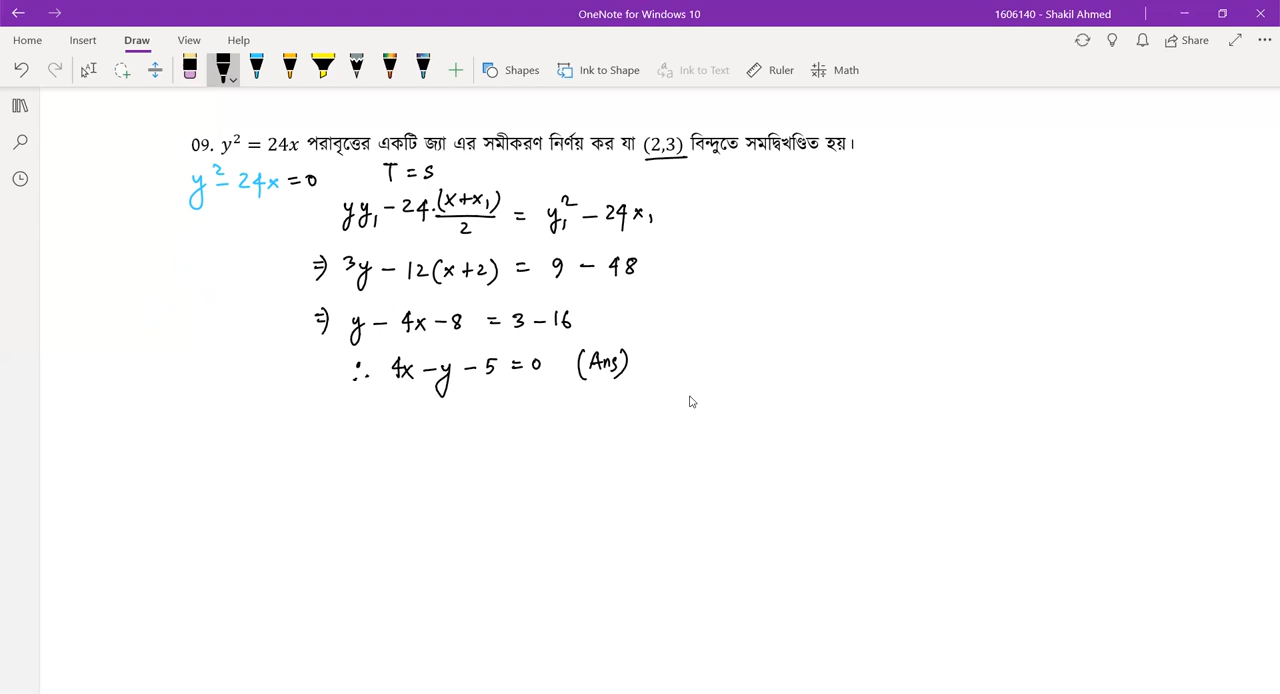 OneNote for Windows 10
1606140 - Shakil Ahmed
Home Insert Draw View Help
Share
Shapes Ink to Shape Ink to Text Ruler Math
09. y² = 24x পরাবৃত্তের একটি জ্যা এর সমীকরণ নির্ণয় কর যা (2,3) বিন্দুতে সমদ্বিখণ্ডিত হয়।
y² - 24x = 0
T = S
yy₁ - 24.(x+x₁)/2 = y₁² - 24x₁
⇒ 3y - 12(x+2) = 9 - 48
⇒ y - 4x - 8 = 3 - 16
∴ 4x - y - 5 = 0 (Ans)